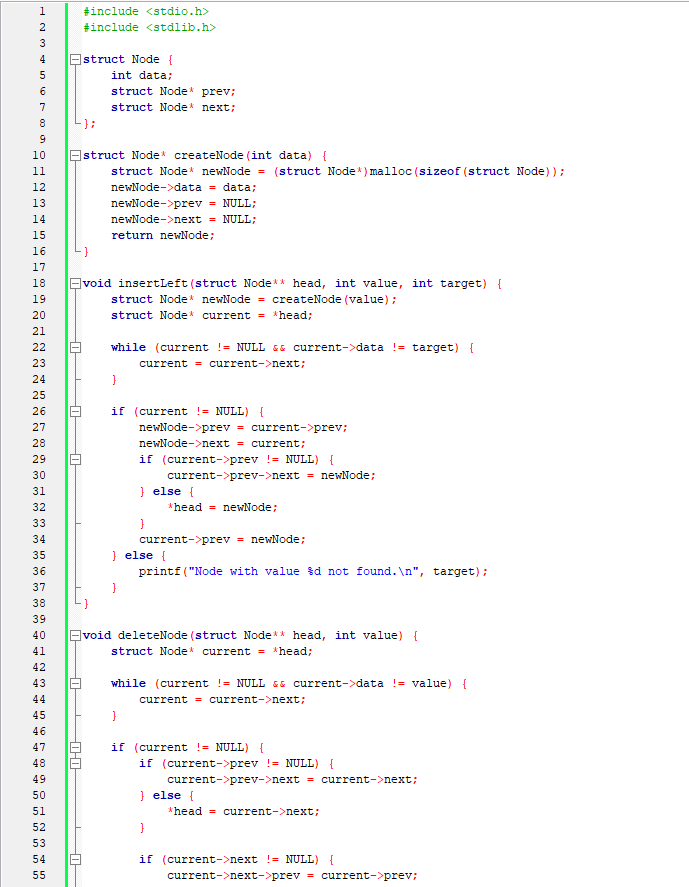 1 #include <stdio.h>
2 #include <stdlib.h>
3
4 struct Node {
5     int data;
6     struct Node* prev;
7     struct Node* next;
8 };
9
10 struct Node* createNode(int data) {
11     struct Node* newNode = (struct Node*)malloc(sizeof(struct Node));
12     newNode->data = data;
13     newNode->prev = NULL;
14     newNode->next = NULL;
15     return newNode;
16 }
17
18 void insertLeft(struct Node** head, int value, int target) {
19     struct Node* newNode = createNode(value);
20     struct Node* current = *head;
21
22     while (current != NULL && current->data != target) {
23         current = current->next;
24     }
25
26     if (current != NULL) {
27         newNode->prev = current->prev;
28         newNode->next = current;
29         if (current->prev != NULL) {
30             current->prev->next = newNode;
31         } else {
32             *head = newNode;
33         }
34         current->prev = newNode;
35     } else {
36         printf("Node with value %d not found.\n", target);
37     }
38 }
39
40 void deleteNode(struct Node** head, int value) {
41     struct Node* current = *head;
42
43     while (current != NULL && current->data != value) {
44         current = current->next;
45     }
46
47     if (current != NULL) {
48         if (current->prev != NULL) {
49             current->prev->next = current->next;
50         } else {
51             *head = current->next;
52         }
53
54         if (current->next != NULL) {
55             current->next->prev = current->prev;